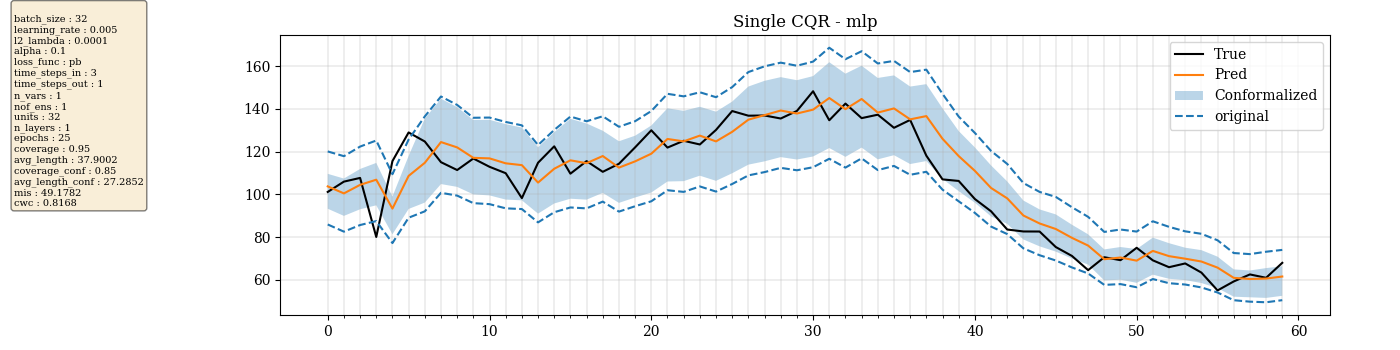 batch_size : 32
learning_rate : 0.005
l2_lambda : 0.0001
alpha : 0.1
loss_func : pb
time_steps_in : 3
time_steps_out : 1
n_vars : 1
nof_ens : 1
units : 32
n_layers : 1
epochs : 25
coverage : 0.95
avg_length : 37.9002
coverage_conf : 0.85
avg_length_conf : 27.2852
mis : 49.1782
cwc : 0.8168
Single CQR - mlp
True
Pred
Conformalized
original
160
140
120
100
80
60
0 10 20 30 40 50 60